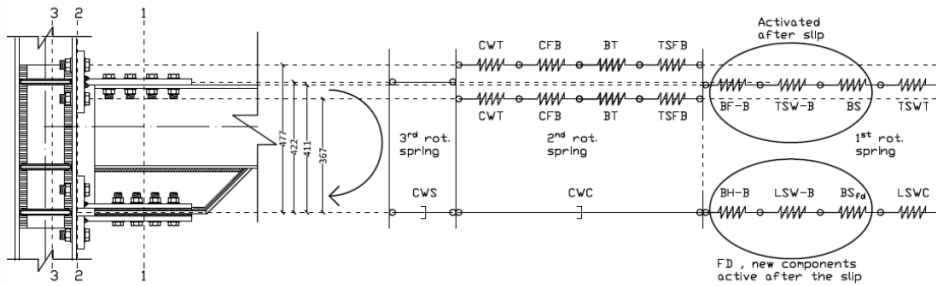 3 2 1
Activated
after slip
CWT CFB BT TSFB
BF-B TSW-B BS TSWT
CWT CFB BT TSFB
477
422
411
367
3rd rot.
spring
2nd rot.
spring
1st rot.
spring
CWS CWC BH-B LSW-B BSfd LSWC
3 2 1
FD , new components
active after the slip